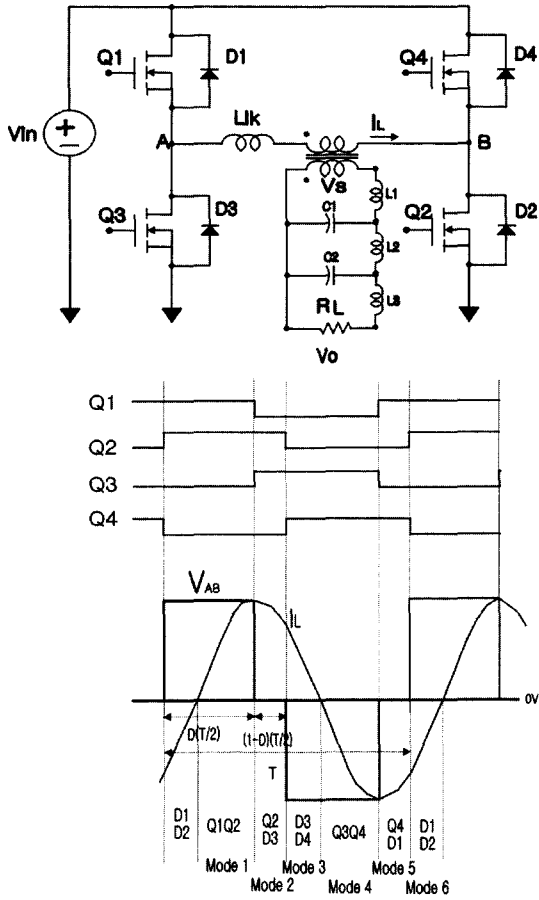 Q1 D1 Q4 D4
Vin A Llk IL B
Vs L1
Q3 D3 C1 Q2 D2
L2
C2
RL L3
Vo
Q1
Q2
Q3
Q4
VAB
IL
0V
D(T/2) (1-D)(T/2)
T
D1 D2 Q1Q2 Q2 D3 D3 D4 Q3Q4 Q4 D1 D1 D2
Mode 1 Mode 3 Mode 5
Mode 2 Mode 4 Mode 6